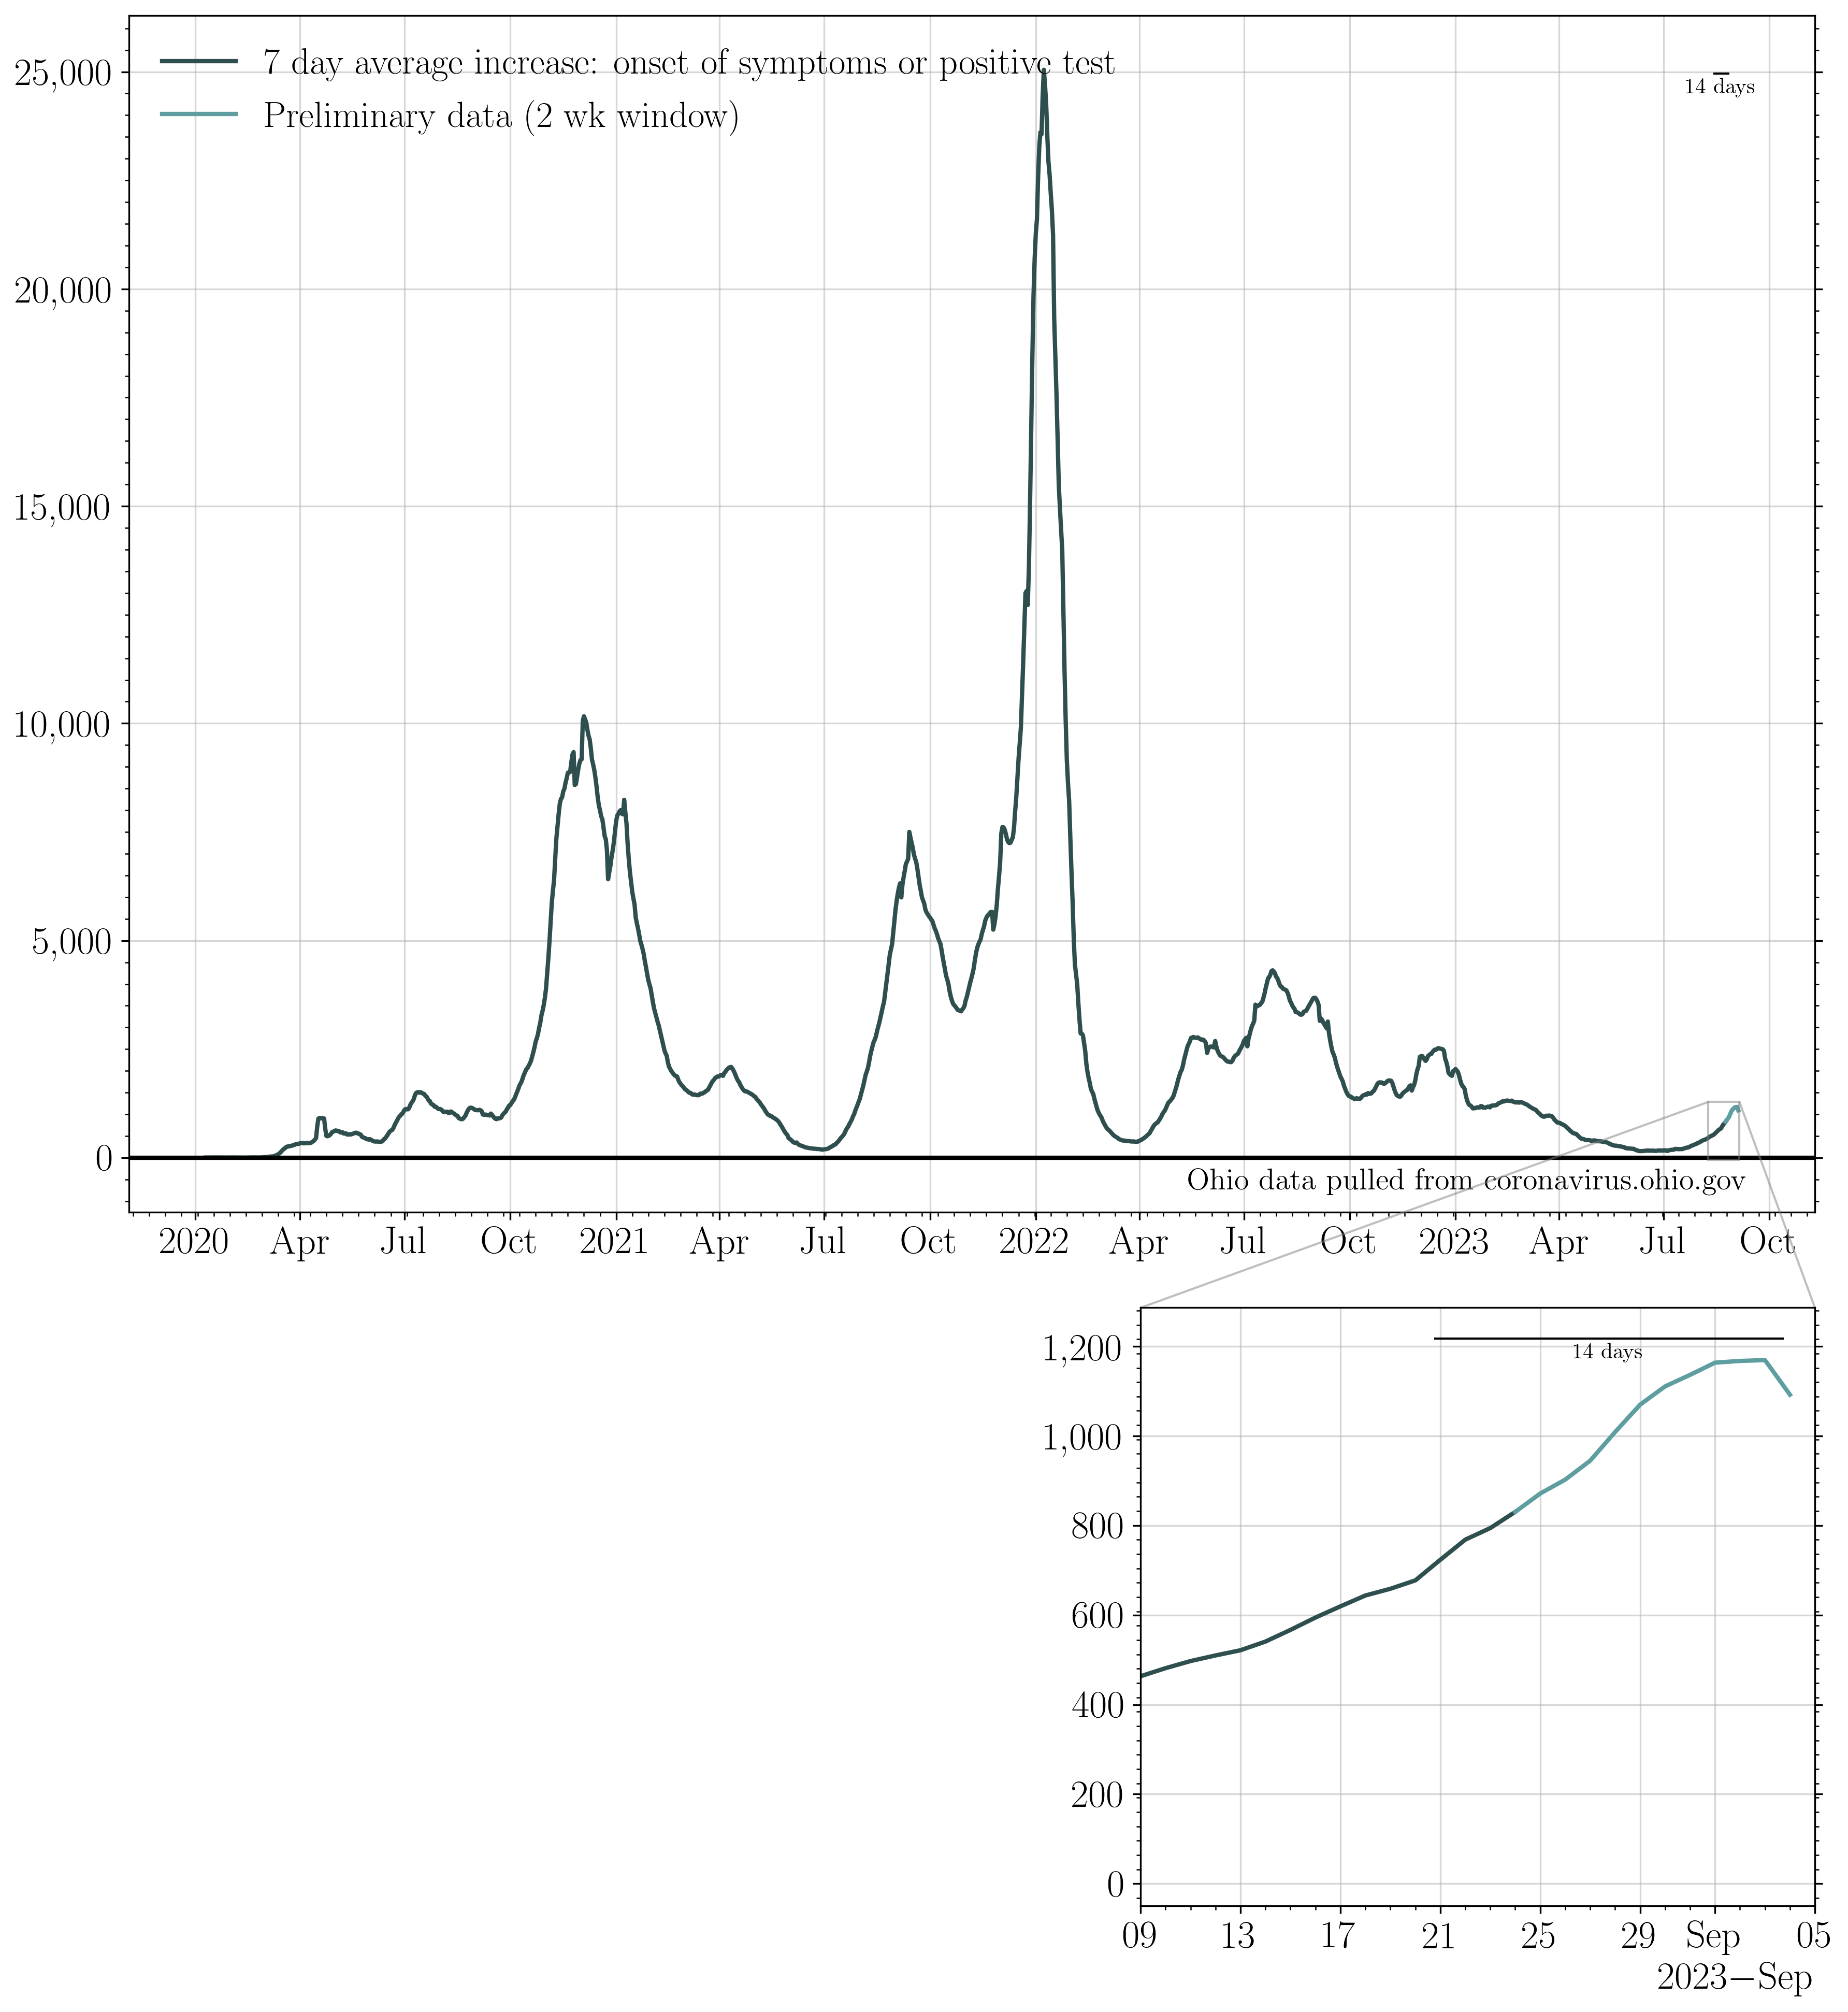 7 day average increase: onset of symptoms or positive test
Preliminary data (2 wk window)
14 days
25,000
20,000
15,000
10,000
5,000
0
Ohio data pulled from coronavirus.ohio.gov
2020 Apr Jul Oct 2021 Apr Jul Oct 2022 Apr Jul Oct 2023 Apr Jul Oct
1,200
14 days
1,000
800
600
400
200
0
09 13 17 21 25 29 Sep 05
2023−Sep